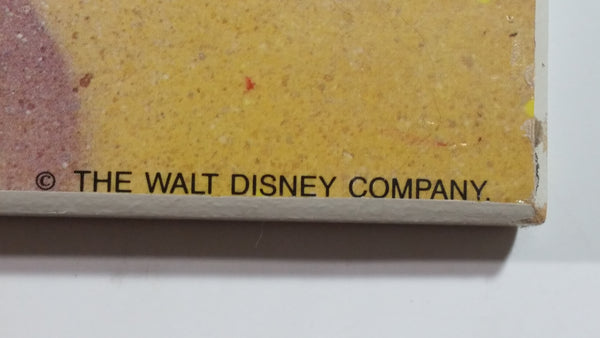 © THE WALT DISNEY COMPANY.